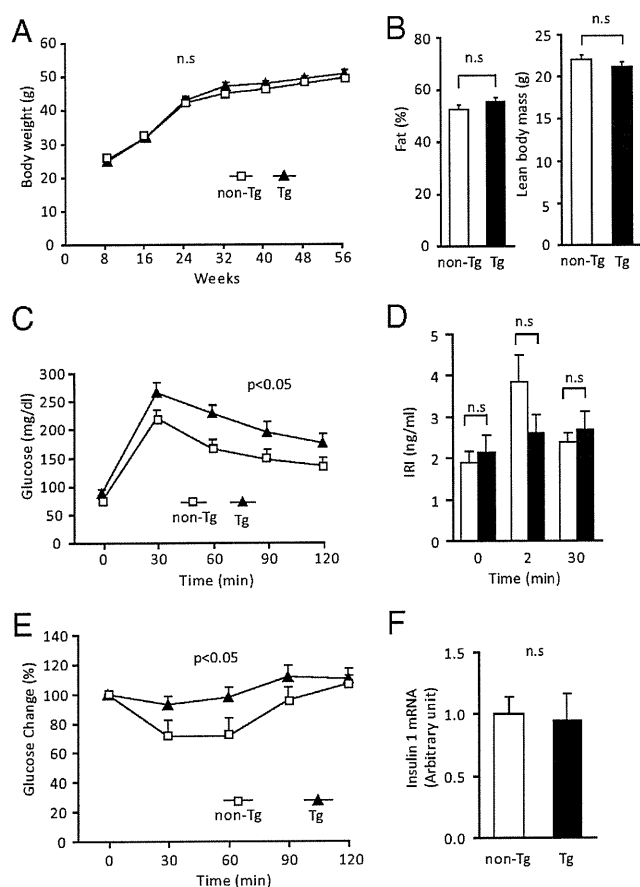 A
n.s
Body weight (g)
60
50
40
30
20
10
0
non-Tg Tg
0 8 16 24 32 40 48 56
Weeks
B
n.s
Fat (%)
80
60
40
20
0
non-Tg Tg
n.s
Lean body mass (g)
25
20
15
10
5
0
non-Tg Tg
C
p<0.05
Glucose (mg/dl)
300
250
200
150
100
50
0
non-Tg Tg
0 30 60 90 120
Time (min)
D
n.s
n.s
n.s
IRI (ng/ml)
5
4
3
2
1
0
0 2 30
Time (min)
E
p<0.05
Glucose Change (%)
140
120
100
80
60
40
20
0
non-Tg Tg
0 30 60 90 120
Time (min)
F
n.s
Insulin 1 mRNA
(Arbitrary unit)
1.5
1.0
0.5
0.0
non-Tg Tg